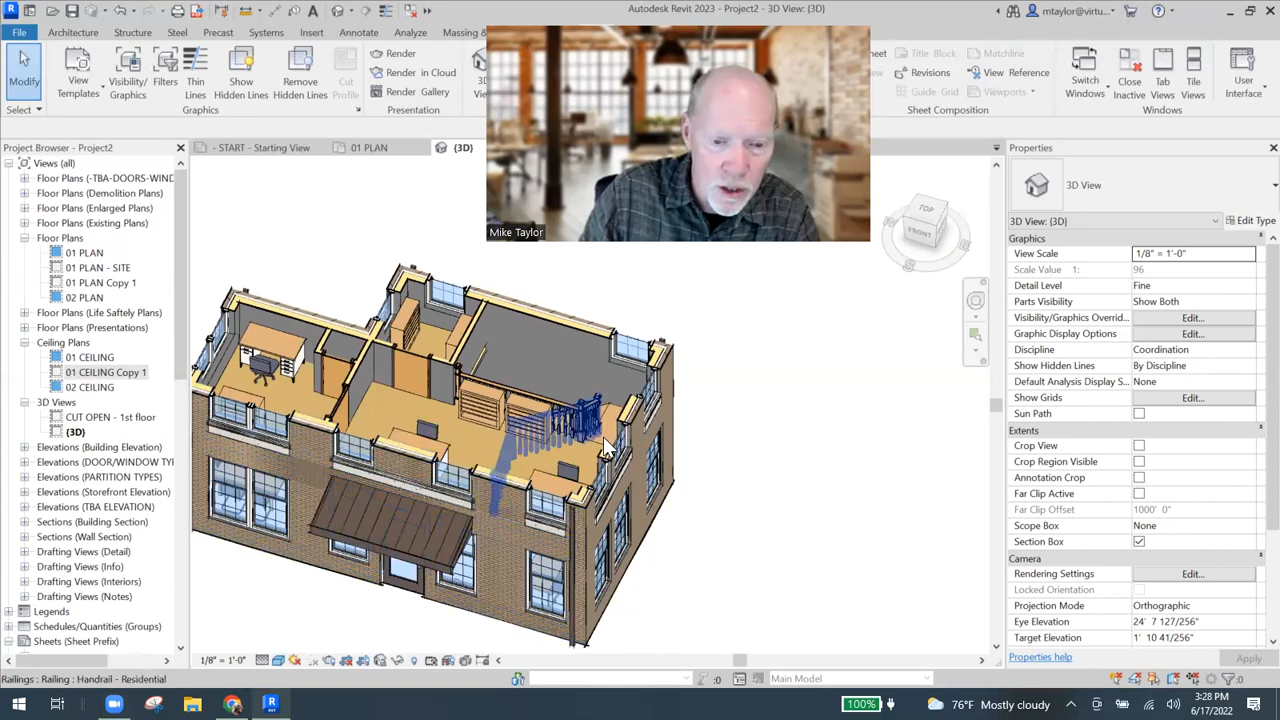 Autodesk Revit 2023 - Project2 - 3D View: {3D}
mtaylor@virtu...
File
Architecture
Structure
Steel
Precast
Systems
Insert
Annotate
Analyze
Massing &
Modify
View Templates
Visibility/ Graphics
Filters
Thin Lines
Show Hidden Lines
Remove Hidden Lines
Cut Profile
Render
Render in Cloud
Render Gallery
Title Block
Revisions
Guide Grid
Matchline
View Reference
Viewports
Switch Windows
Close Inactive
Tab Views
Tile Views
User Interface
Select
Graphics
Presentation
Sheet Composition
Windows
Project Browser - Project2
- START - Starting View
01 PLAN
{3D}
Properties
Views (all)
Floor Plans (-TBA-DOORS-WIND
Floor Plans (Demolition Plans)
Floor Plans (Enlarged Plans)
Floor Plans (Existing Plans)
Floor Plans
01 PLAN
01 PLAN - SITE
01 PLAN Copy 1
02 PLAN
Floor Plans (Life Saftely Plans)
Floor Plans (Presentations)
Ceiling Plans
01 CEILING
01 CEILING Copy 1
02 CEILING
3D Views
CUT OPEN - 1st floor
{3D}
Elevations (Building Elevation)
Elevations (DOOR/WINDOW TY
Elevations (PARTITION TYPES)
Elevations (Storefront Elevation)
Elevations (TBA ELEVATION)
Sections (Building Section)
Sections (Wall Section)
Drafting Views (Detail)
Drafting Views (Info)
Drafting Views (Interiors)
Drafting Views (Notes)
Legends
Schedules/Quantities (Groups)
Sheets (Sheet Prefix)
Mike Taylor
TOP
FRONT
3D View
3D View: {3D}
Edit Type
Graphics
View Scale 1/8" = 1'-0"
Scale Value 1: 96
Detail Level Fine
Parts Visibility Show Both
Visibility/Graphics Overrid... Edit...
Graphic Display Options Edit...
Discipline Coordination
Show Hidden Lines By Discipline
Default Analysis Display S... None
Show Grids Edit...
Sun Path
Extents
Crop View
Crop Region Visible
Annotation Crop
Far Clip Active
Far Clip Offset 1000' 0"
Scope Box None
Section Box
Camera
Rendering Settings Edit...
Locked Orientation
Projection Mode Orthographic
Eye Elevation 24' 7 127/256"
Target Elevation 1' 10 41/256"
Properties help
Apply
1/8" = 1'-0"
Railings : Railing : Handrail - Residential
:0
Main Model
:0
100%
76°F Mostly cloudy
3:28 PM
6/17/2022